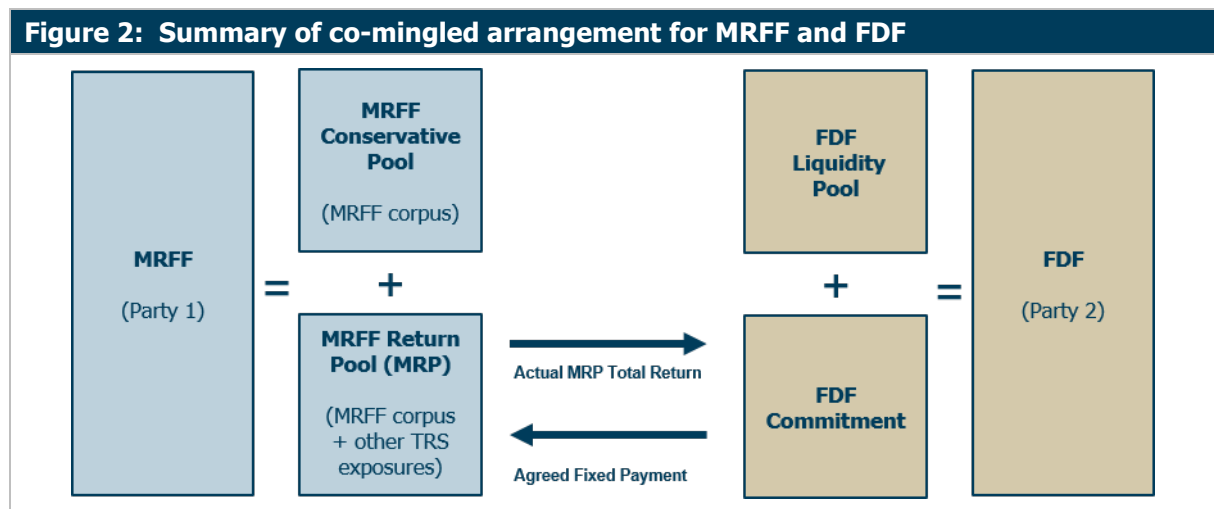 Figure 2:  Summary of co-mingled arrangement for MRFF and FDF
MRFF
(Party 1)
=
MRFF
Conservative
Pool
(MRFF corpus)
+
MRFF Return
Pool (MRP)
(MRFF corpus
+ other TRS
exposures)
Actual MRP Total Return
Agreed Fixed Payment
FDF
Liquidity
Pool
+
FDF
Commitment
=
FDF
(Party 2)